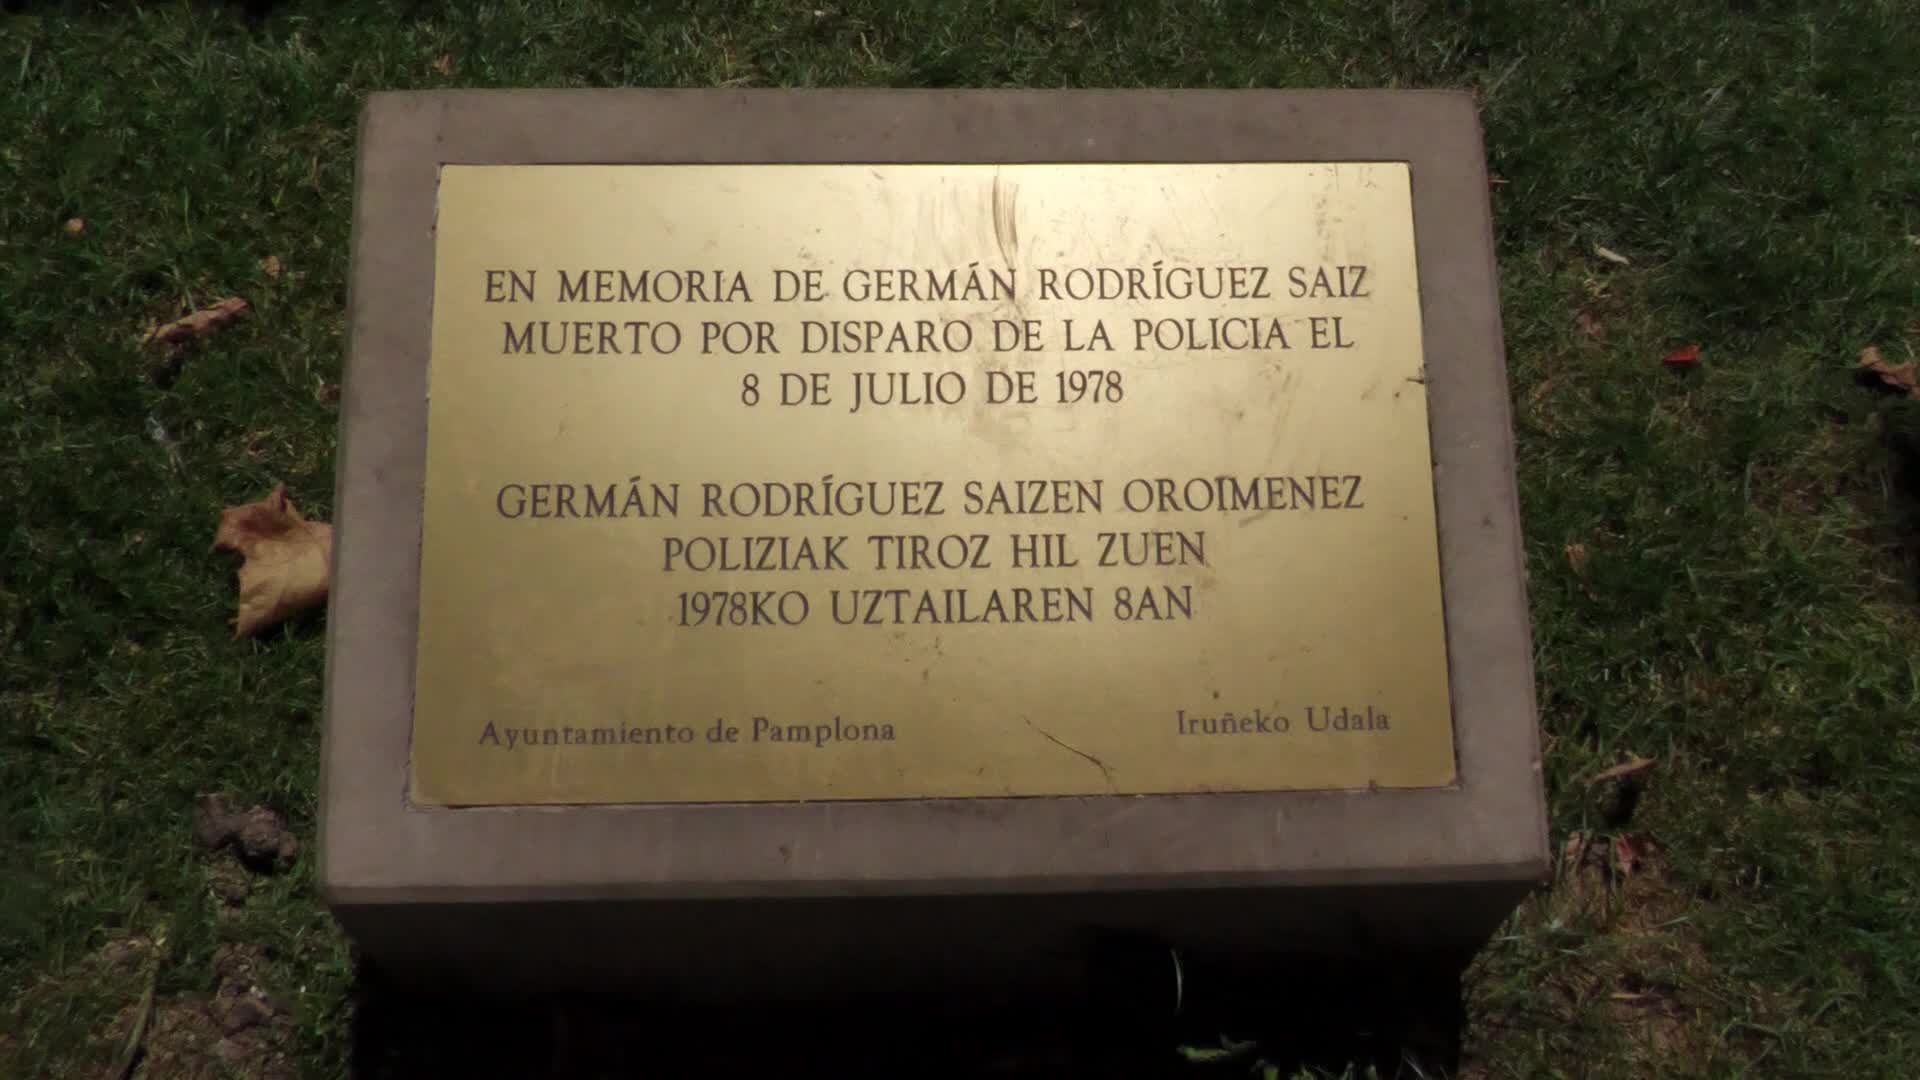 EN MEMORIA DE GERMÁN RODRÍGUEZ SAIZ
MUERTO POR DISPARO DE LA POLICIA EL
8 DE JULIO DE 1978
GERMÁN RODRÍGUEZ SAIZEN OROIMENEZ
POLIZIAK TIROZ HIL ZUEN
1978KO UZTAILAREN 8AN
Ayuntamiento de Pamplona
Iruñeko Udala